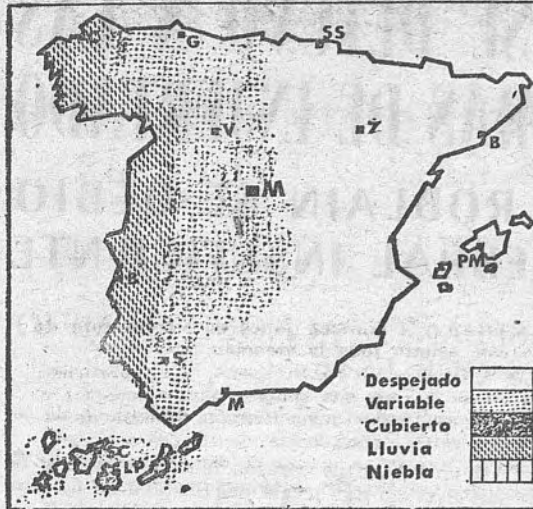 G
SS
V
Z
B
M
PM
B
S
M
SC
LP
Despejado
Variable
Cubierto
Lluvia
Niebla